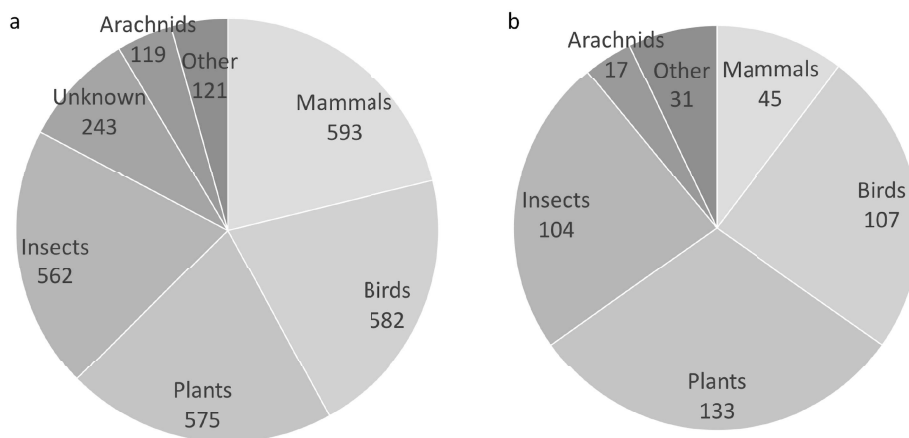 a
Arachnids
119
Other
121
Mammals
593
Unknown
243
Insects
562
Birds
582
Plants
575
b
Arachnids
17
Other
31
Mammals
45
Insects
104
Birds
107
Plants
133